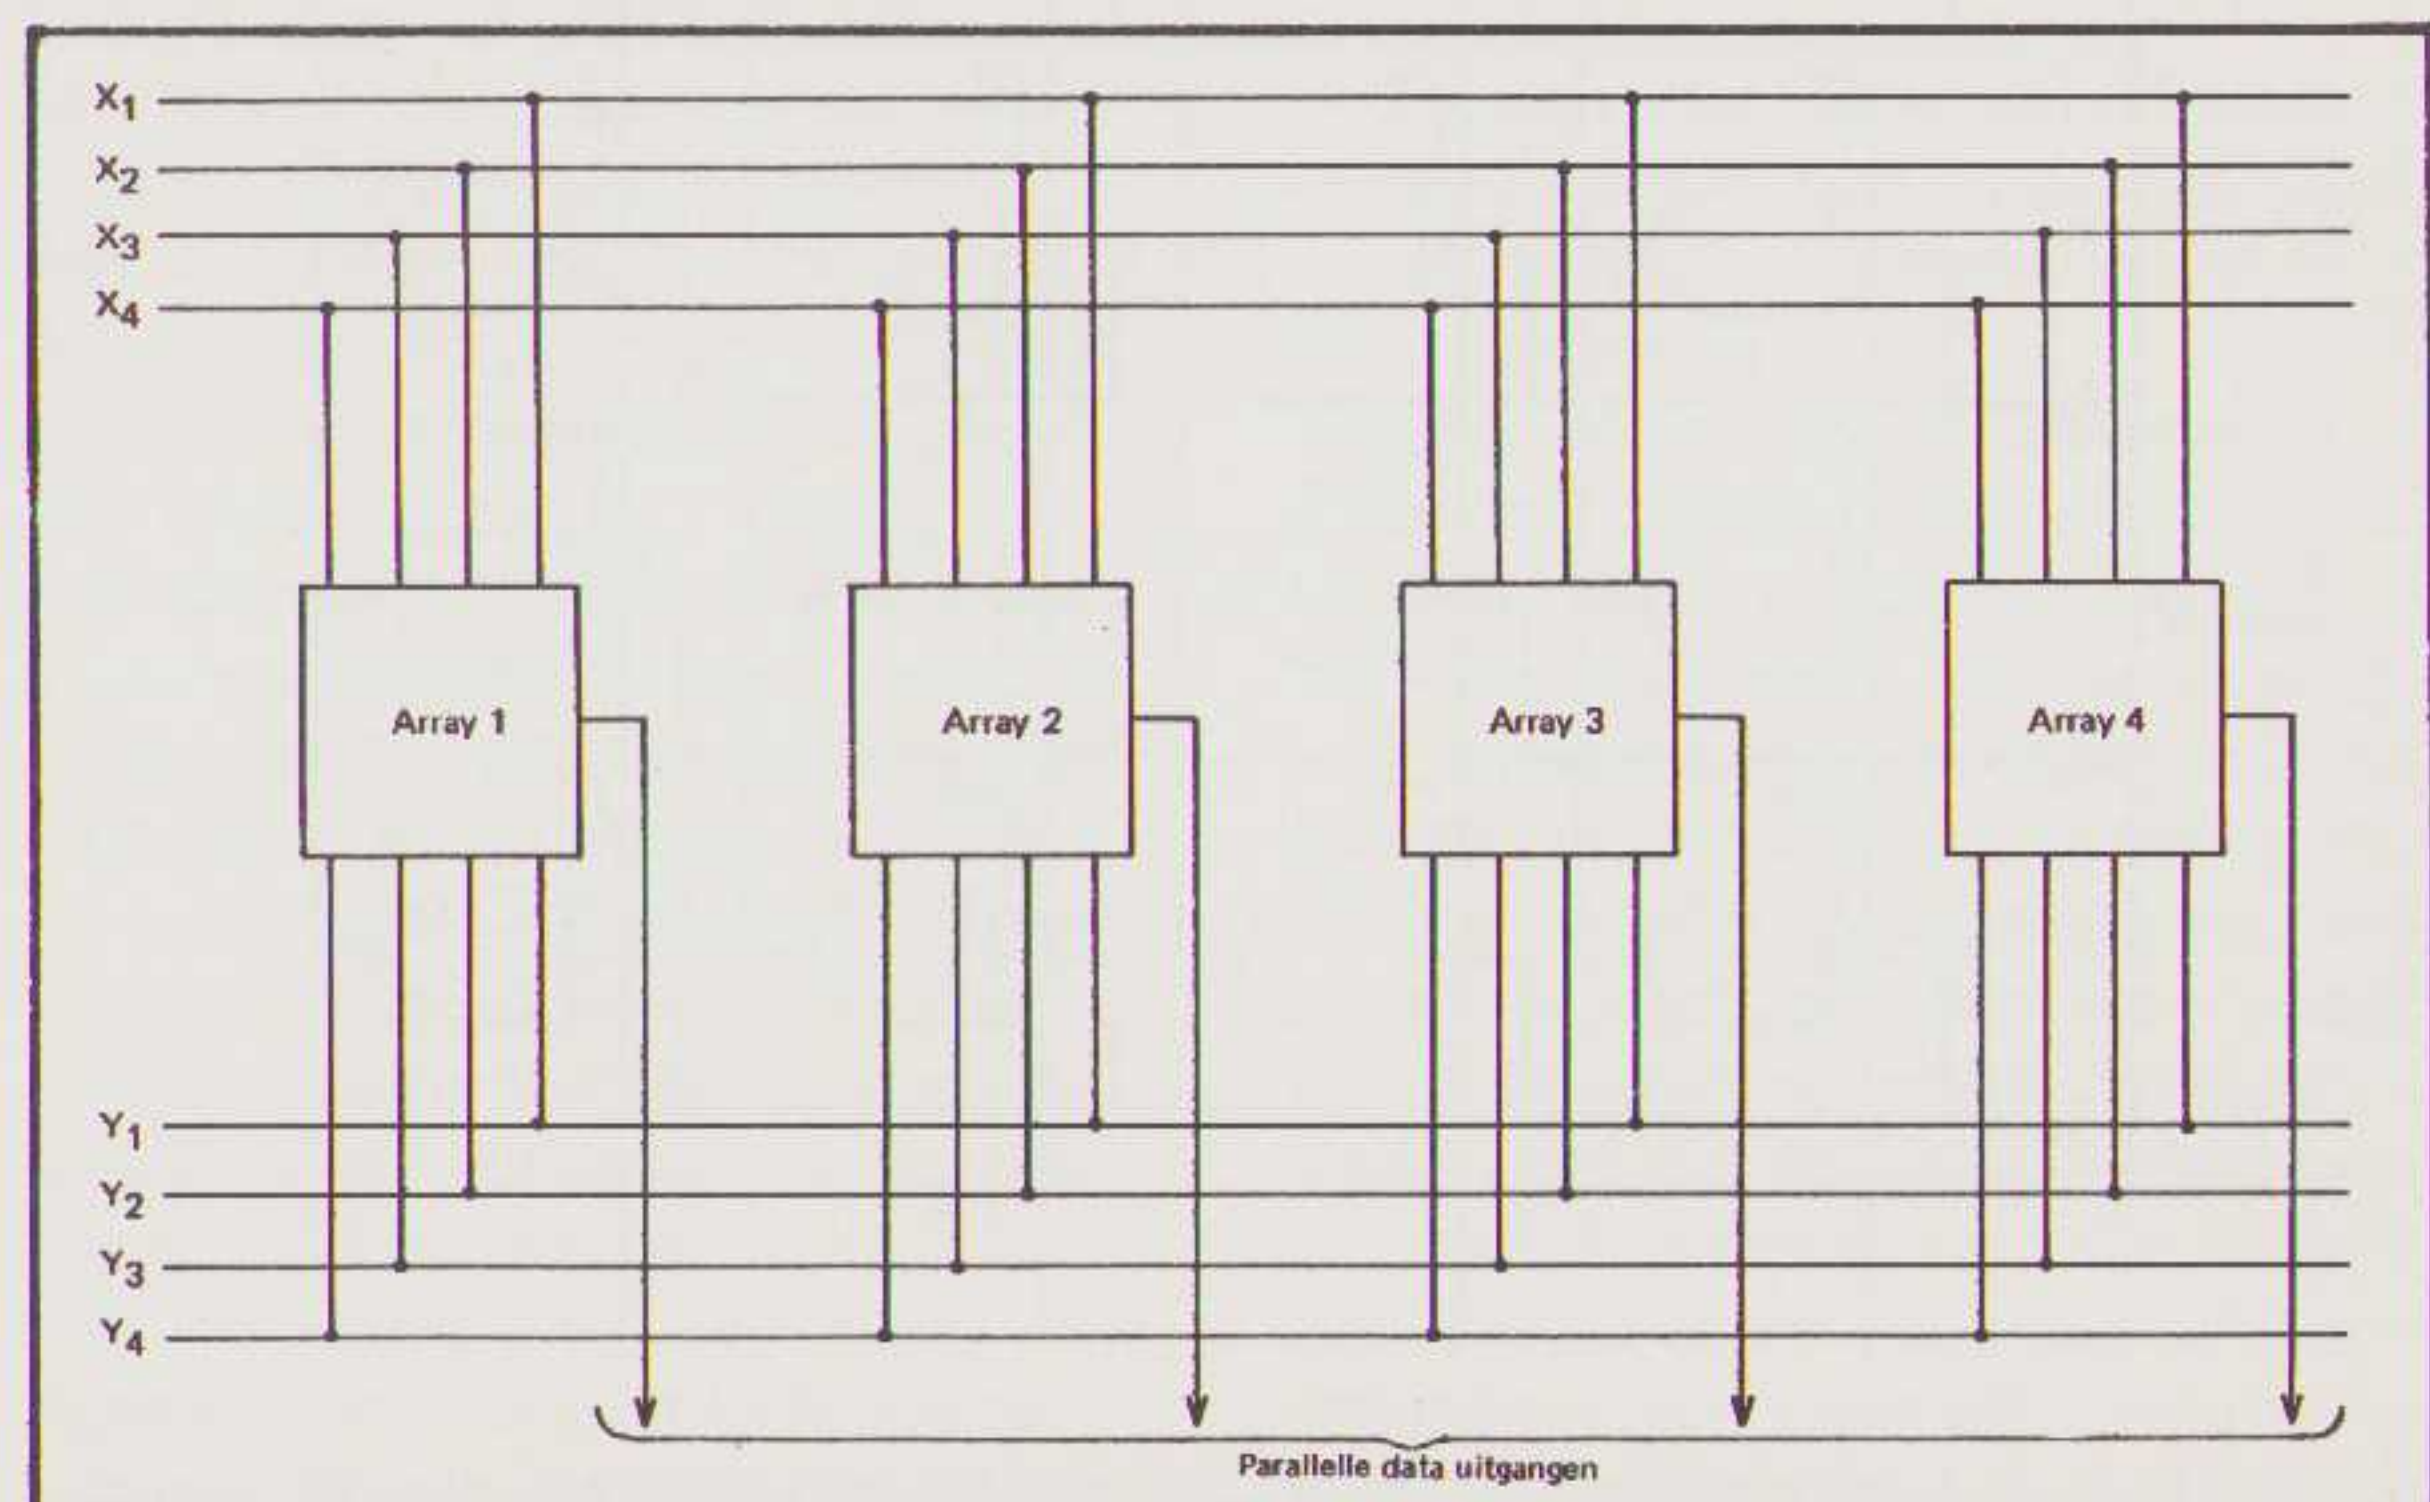 X1
X2
X3
X4
Array 1
Array 2
Array 3
Array 4
Y1
Y2
Y3
Y4
Parallelle data uitgangen